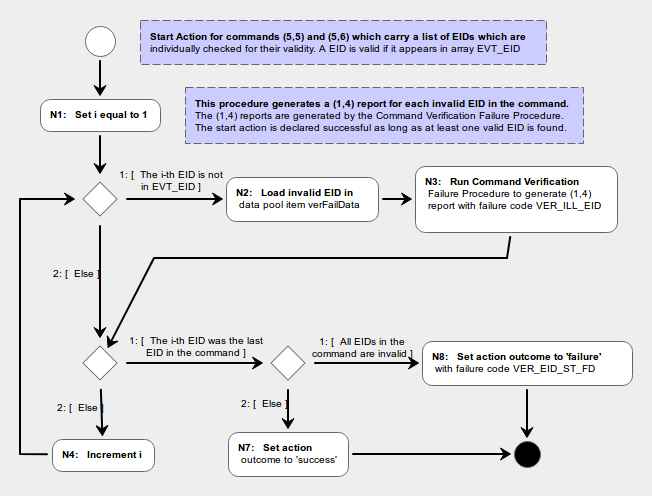 Start Action for commands (5,5) and (5,6) which carry a list of EIDs which are
individually checked for their validity. A EID is valid if it appears in array EVT_EID
This procedure generates a (1,4) report for each invalid EID in the command.
The (1,4) reports are generated by the Command Verification Failure Procedure.
The start action is declared successful as long as at least one valid EID is found.
N1: Set i equal to 1
1: [ The i-th EID is not
in EVT_EID ]
N2: Load invalid EID in
data pool item verFailData
N3: Run Command Verification
Failure Procedure to generate (1,4)
report with failure code VER_ILL_EID
2: [ Else ]
1: [ The i-th EID was the last
EID in the command ]
1: [ All EIDs in the
command are invalid ]
N8: Set action outcome to 'failure'
with failure code VER_EID_ST_FD
2: [ Else ]
2: [ Else ]
N4: Increment i
N7: Set action
outcome to 'success'